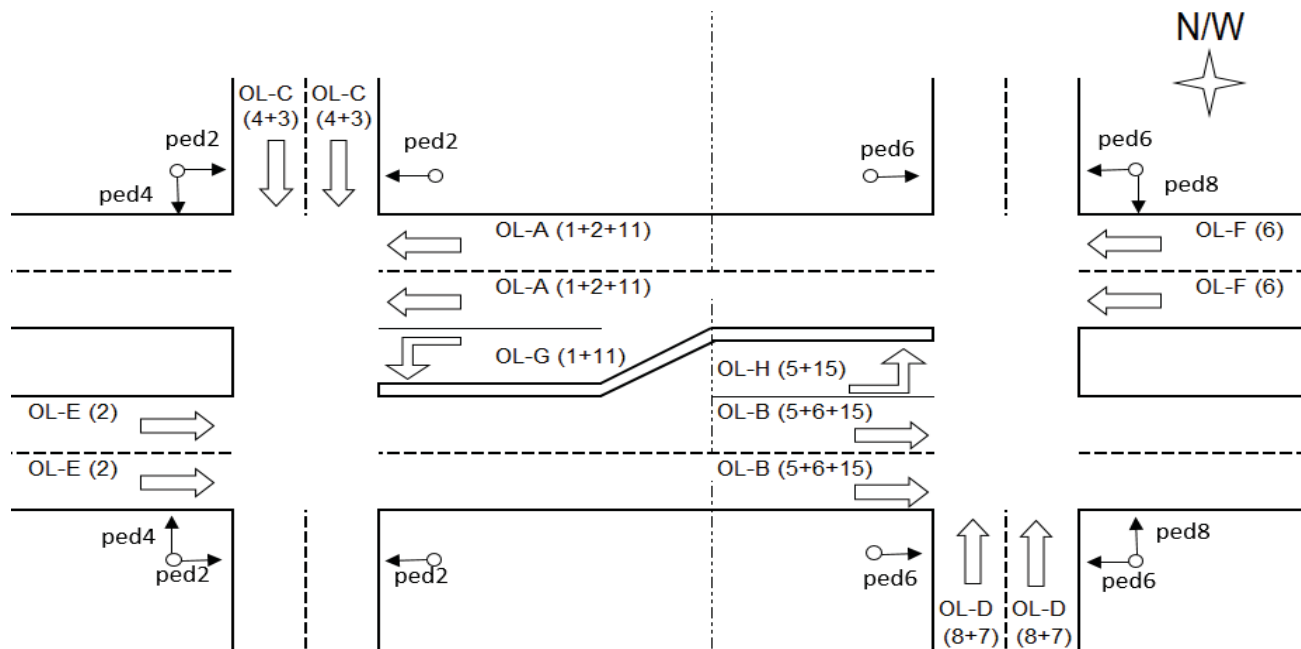 N/W
OL-C OL-C
(4+3) (4+3)
ped2
ped4
ped2
ped6
ped6
ped8
OL-A (1+2+11)
OL-F (6)
OL-A (1+2+11)
OL-F (6)
OL-G (1+11)
OL-H (5+15)
OL-E (2)
OL-B (5+6+15)
OL-E (2)
OL-B (5+6+15)
ped4
ped2
ped2
ped6
ped8
ped6
OL-D OL-D
(8+7) (8+7)